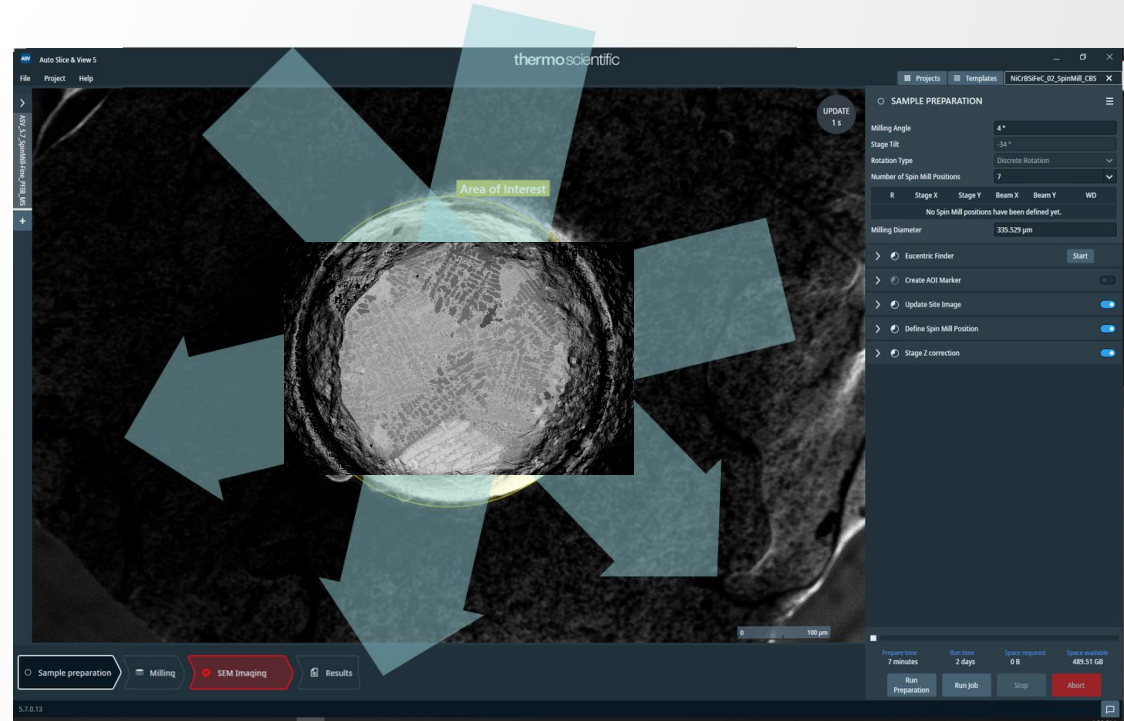 Auto Slice & View 5
thermoscientific
File Project Help
Projects Templates NiCrBSiFeC_02_SpinMill_CBS X
ASV_5.7_SpinMill-Fine_PFIB_MS
UPDATE
1 s
Area of Interest
0 100 µm
SAMPLE PREPARATION
Milling Angle 4 °
Stage Tilt -34 °
Rotation Type Discrete Rotation
Number of Spin Mill Positions 7
R Stage X Stage Y Beam X Beam Y WD
No Spin Mill positions have been defined yet.
Milling Diameter 335.529 µm
Eucentric Finder Start
Create AOI Marker
Update Site Image
Define Spin Mill Position
Stage Z correction
Prepare time Run time Space required Space available
7 minutes 2 days 0 B 489.51 GB
Run Preparation Run Job Stop Abort
Sample preparation Milling SEM Imaging Results
5.7.0.13